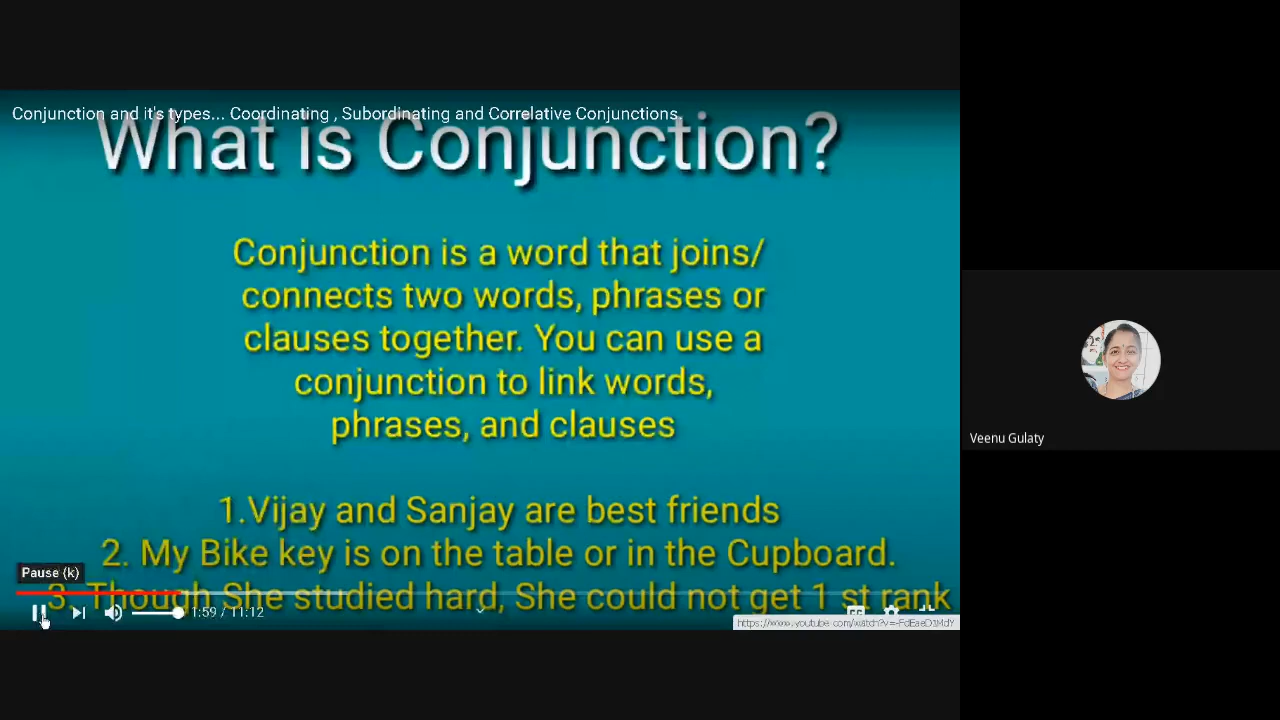 Conjunction and it's types... Coordinating , Subordinating and Correlative Conjunctions.
What is Conjunction?
Conjunction is a word that joins/
connects two words, phrases or
clauses together. You can use a
conjunction to link words,
phrases, and clauses
1.Vijay and Sanjay are best friends
2. My Bike key is on the table or in the Cupboard.
Pause (k)
3. Though She studied hard, She could not get 1 st rank
1:59 / 11:12
CC
Veenu Gulaty